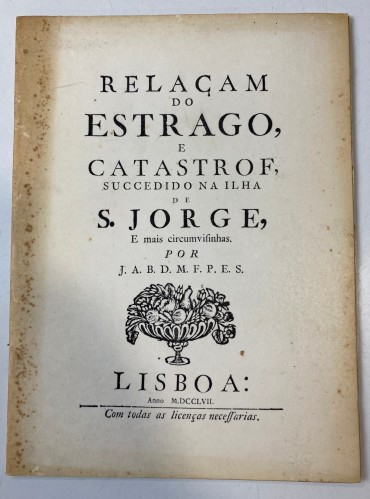 RELAÇAM
DO
ESTRAGO,
E
CATASTROF,
SUCCEDIDO NA ILHA
DE
S. JORGE,
E mais circumvisinhas.
POR
J. A. B. D. M. F. P. E. S.
LISBOA:
Anno M.DCCLVII.
Com todas as licenças neceſſarias.